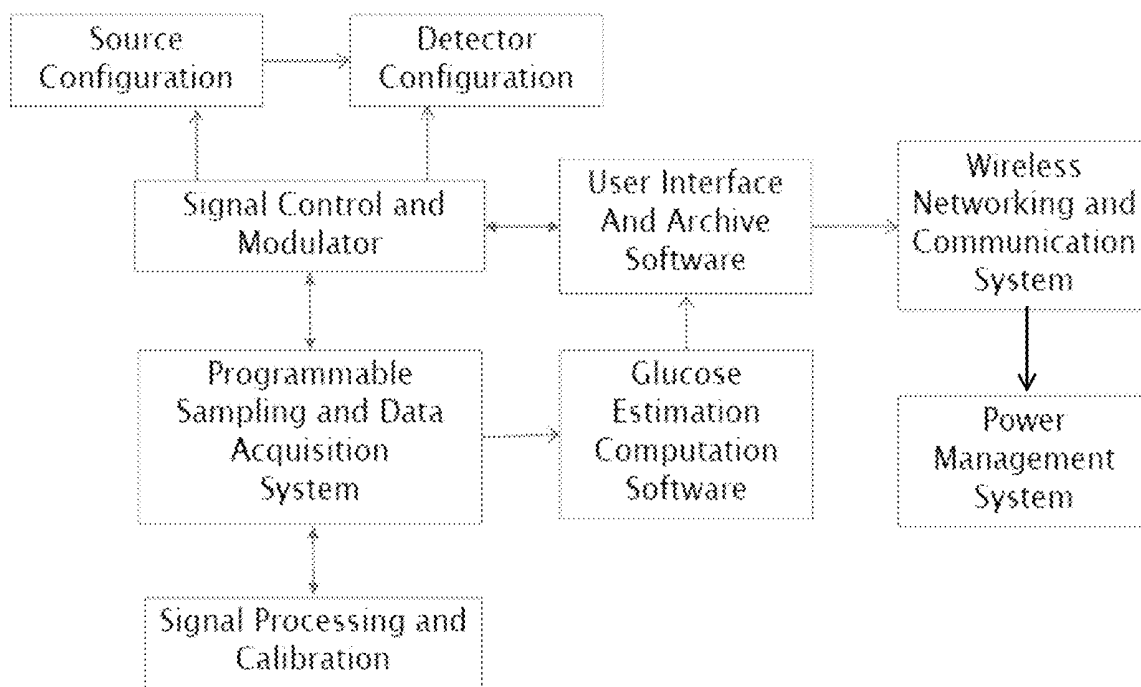 Source
Configuration
Detector
Configuration
Signal Control and
Modulator
User Interface
And Archive
Software
Wireless
Networking and
Communication
System
Programmable
Sampling and Data
Acquisition
System
Glucose
Estimation
Computation
Software
Power
Management
System
Signal Processing and
Calibration